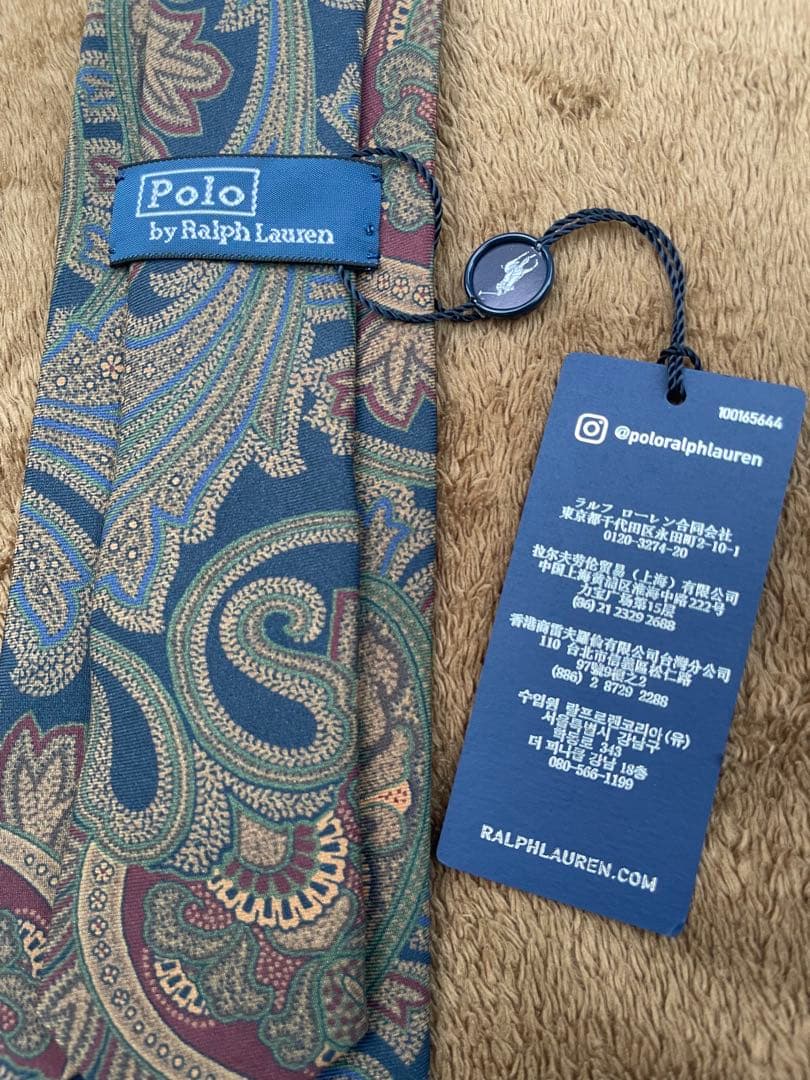 Polo
by Ralph Lauren
100165644
@poloralphlauren
ラルフ ローレン合同会社
東京都千代田区永田町2-10-1
0120-3274-20
拉尔夫劳伦贸易（上海）有限公司
中国上海黄浦区淮海中路222号
力宝广场第15层
(86) 21 2329 2688
香港商雷夫羅倫有限公司台灣分公司
110 台北市信義區松仁路
97號9樓之2
(886) 2 8729 2288
수입원 랄프로렌코리아(유)
서울특별시 강남구
학동로 343
더 피나클 강남 18층
080-566-1199
RALPHLAUREN.COM